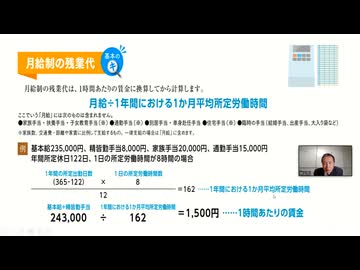 月給制の残業代 基本のキ
月給制の残業代は、1時間あたりの賃金に換算してから計算します。
月給÷1年間における1か月平均所定労働時間
ここでいう「月給」には次のものは含まれません。
●家族手当・扶養手当・子女教育手当(※) ●通勤手当(※) ●別居手当・単身赴任手当 ●住宅手当(※) ●臨時の手当(結婚手当、出産手当、大入り袋など)
※家族数、交通費・距離や家賃に比例して支給するもの。一律支給の場合は「月給」に含めます。
例 基本給235,000円、精皆勤手当8,000円、家族手当20,000円、通勤手当15,000円
年間所定休日122日、1日の所定労働時間が8時間の場合
1年間の所定出勤日数 1日の所定労働時間数
(365-122) × 8
=162 ……1年間における1か月平均所定労働時間
12
基本給+精皆勤手当 1年間における1か月平均所定労働時間
243,000 ÷ 162 =1,500円 ……1時間あたりの賃金